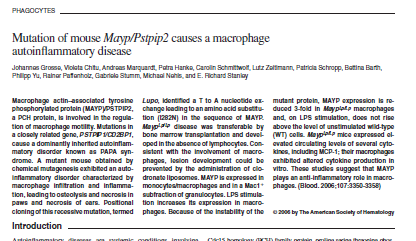 PHAGOCYTES
Mutation of mouse Mayp/Pstpip2 causes a macrophage
autoinflammatory disease
Johannes Grosse, Violeta Chitu, Andreas Marquardt, Petra Hanke, Carolin Schmittwolf, Lutz Zeitlmann, Patricia Schropp, Bettina Barth,
Philipp Yu, Rainer Paffenholz, Gabriele Stumm, Michael Nehls, and E. Richard Stanley
Macrophage actin–associated tyrosine
phosphorylated protein (MAYP)/PSTPIP2,
a PCH protein, is involved in the regula-
tion of macrophage motility. Mutations in
a closely related gene, PSTPIP1/CD2BP1,
cause a dominantly inherited autoinflam-
matory disorder known as PAPA syn-
drome. A mutant mouse obtained by
chemical mutagenesis exhibited an auto-
inflammatory disorder characterized by
macrophage infiltration and inflamma-
tion, leading to osteolysis and necrosis in
paws and necrosis of ears. Positional
cloning of this recessive mutation, termed
Lupo, identified a T to A nucleotide ex-
change leading to an amino acid substitu-
tion (I282N) in the sequence of MAYP.
Mayp^Lp/Lp disease was transferable by
bone marrow transplantation and devel-
oped in the absence of lymphocytes. Con-
sistent with the involvement of macro-
phages, lesion development could be
prevented by the administration of clo-
dronate liposomes. MAYP is expressed in
monocytes/macrophages and in a Mac1+
subfraction of granulocytes. LPS stimula-
tion increases its expression in macro-
phages. Because of the instability of the
mutant protein, MAYP expression is re-
duced 3-fold in Mayp^Lp/Lp macrophages
and, on LPS stimulation, does not rise
above the level of unstimulated wild-type
(WT) cells. Mayp^Lp/Lp mice expressed el-
evated circulating levels of several cyto-
kines, including MCP-1; their macrophages
exhibited altered cytokine production in
vitro. These studies suggest that MAYP
plays an anti-inflammatory role in macro-
phages. (Blood. 2006;107:3350-3358)
© 2006 by The American Society of Hematology
Introduction